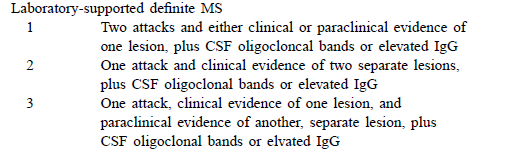 Laboratory-supported definite MS
1 Two attacks and either clinical or paraclinical evidence of
one lesion, plus CSF oligocloncal bands or elevated IgG
2 One attack and clinical evidence of two separate lesions,
plus CSF oligoclonal bands or elevated IgG
3 One attack, clinical evidence of one lesion, and
paraclinical evidence of another, separate lesion, plus
CSF oligoclonal bands or elvated IgG